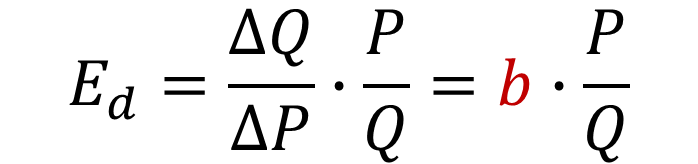 E_d = ΔQ/ΔP · P/Q = b · P/Q